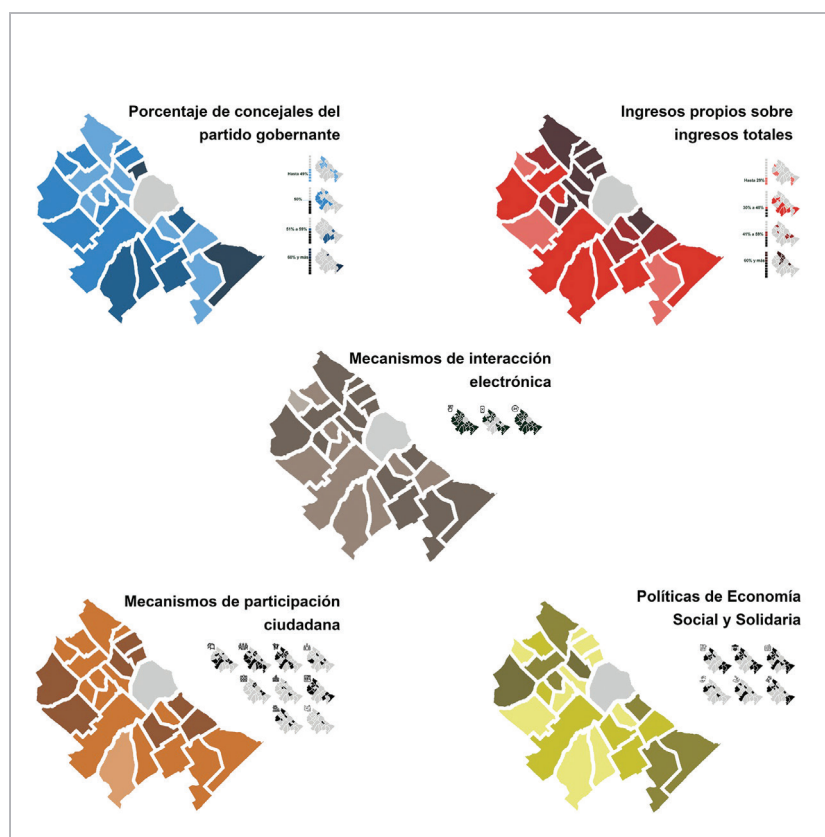 Porcentaje de concejales del
partido gobernante
Hasta 49%
50%
51% a 59%
60% y más
Ingresos propios sobre
ingresos totales
Hasta 29%
30% a 40%
41% a 59%
60% y más
Mecanismos de interacción
electrónica
Mecanismos de participación
ciudadana
Políticas de Economía
Social y Solidaria